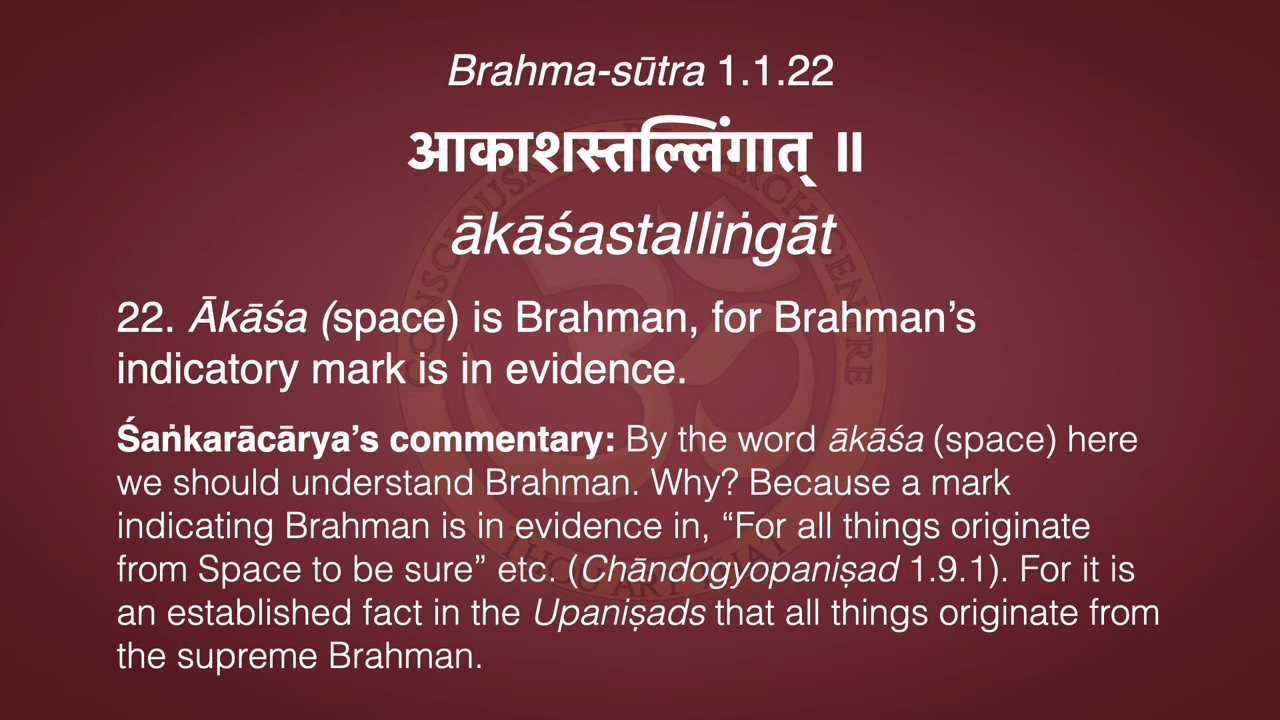 Brahma-sūtra 1.1.22
आकाशस्तल्लिंगात् ॥
ākāśastalliṅgāt
22. Ākāśa (space) is Brahman, for Brahman’s
indicatory mark is in evidence.
Śaṅkarācārya’s commentary: By the word ākāśa (space) here
we should understand Brahman. Why? Because a mark
indicating Brahman is in evidence in, “For all things originate
from Space to be sure” etc. (Chāndogyopaniṣad 1.9.1). For it is
an established fact in the Upaniṣads that all things originate from
the supreme Brahman.